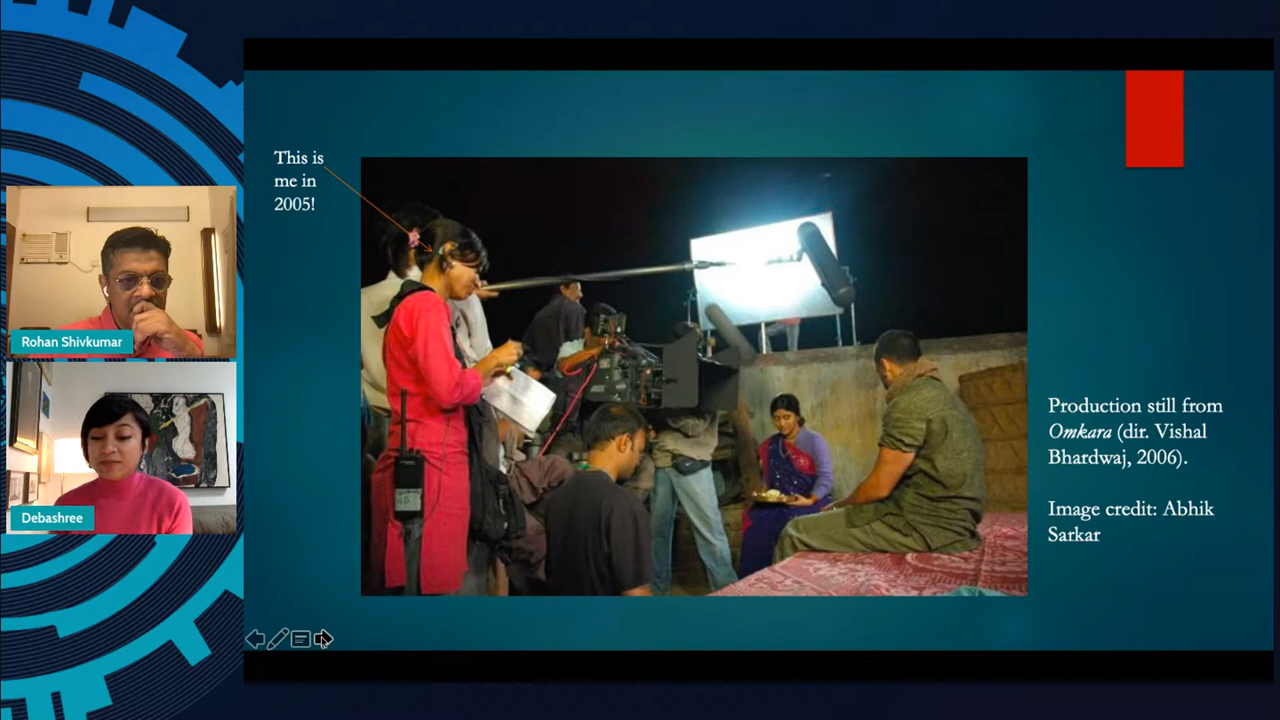 This is
me in
2005!
Rohan Shivkumar
Debashree
Production still from
Omkara (dir. Vishal
Bhardwaj, 2006).
Image credit: Abhik
Sarkar